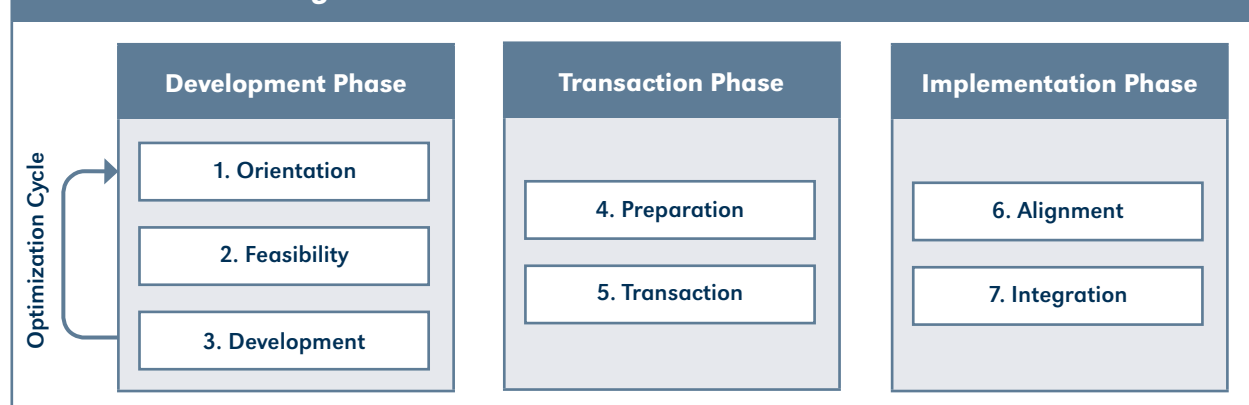 Development Phase
Transaction Phase
Implementation Phase
Optimization Cycle
1. Orientation
2. Feasibility
3. Development
4. Preparation
5. Transaction
6. Alignment
7. Integration